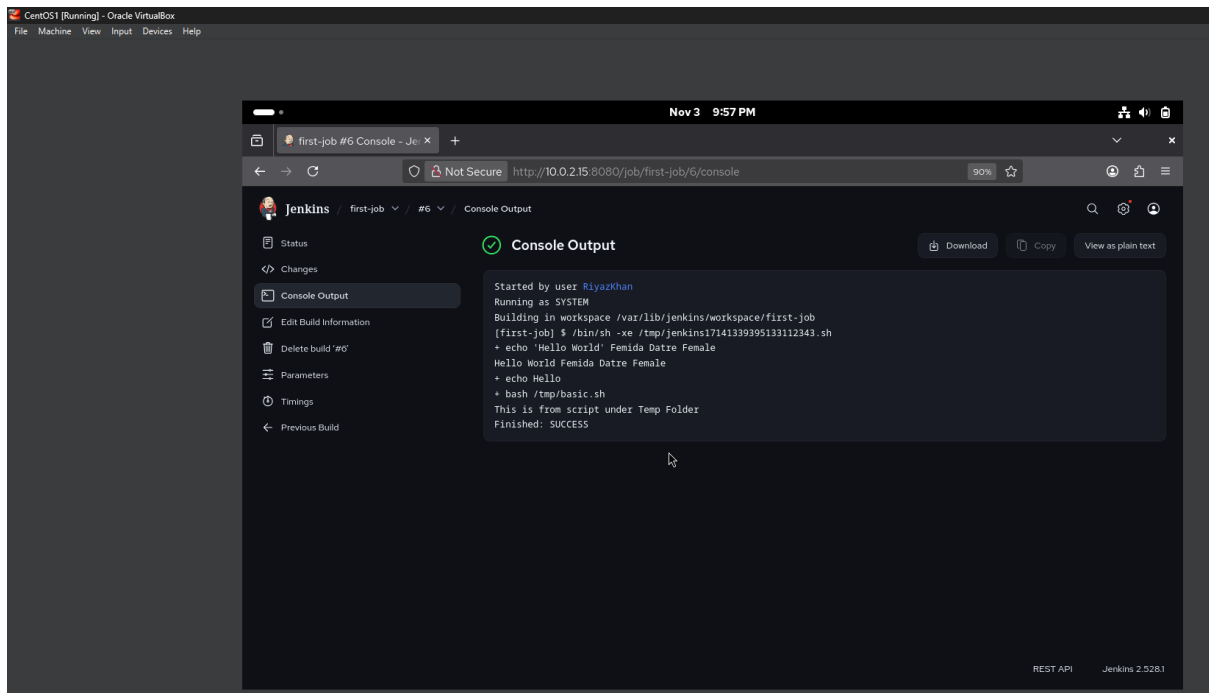 CentOS1 [Running] - Oracle VirtualBox
File Machine View Input Devices Help
Nov 3 9:57 PM
first-job #6 Console - Je
Not Secure http://10.0.2.15:8080/job/first-job/6/console 90%
Jenkins / first-job / #6 / Console Output
Status
Changes
Console Output
Edit Build Information
Delete build '#6'
Parameters
Timings
Previous Build
Console Output
Download Copy View as plain text
Started by user RiyazKhan
Running as SYSTEM
Building in workspace /var/lib/jenkins/workspace/first-job
[first-job] $ /bin/sh -xe /tmp/jenkins17141339395133112343.sh
+ echo 'Hello World' Femida Datre Female
Hello World Femida Datre Female
+ echo Hello
+ bash /tmp/basic.sh
This is from script under Temp Folder
Finished: SUCCESS
REST API Jenkins 2.528.1